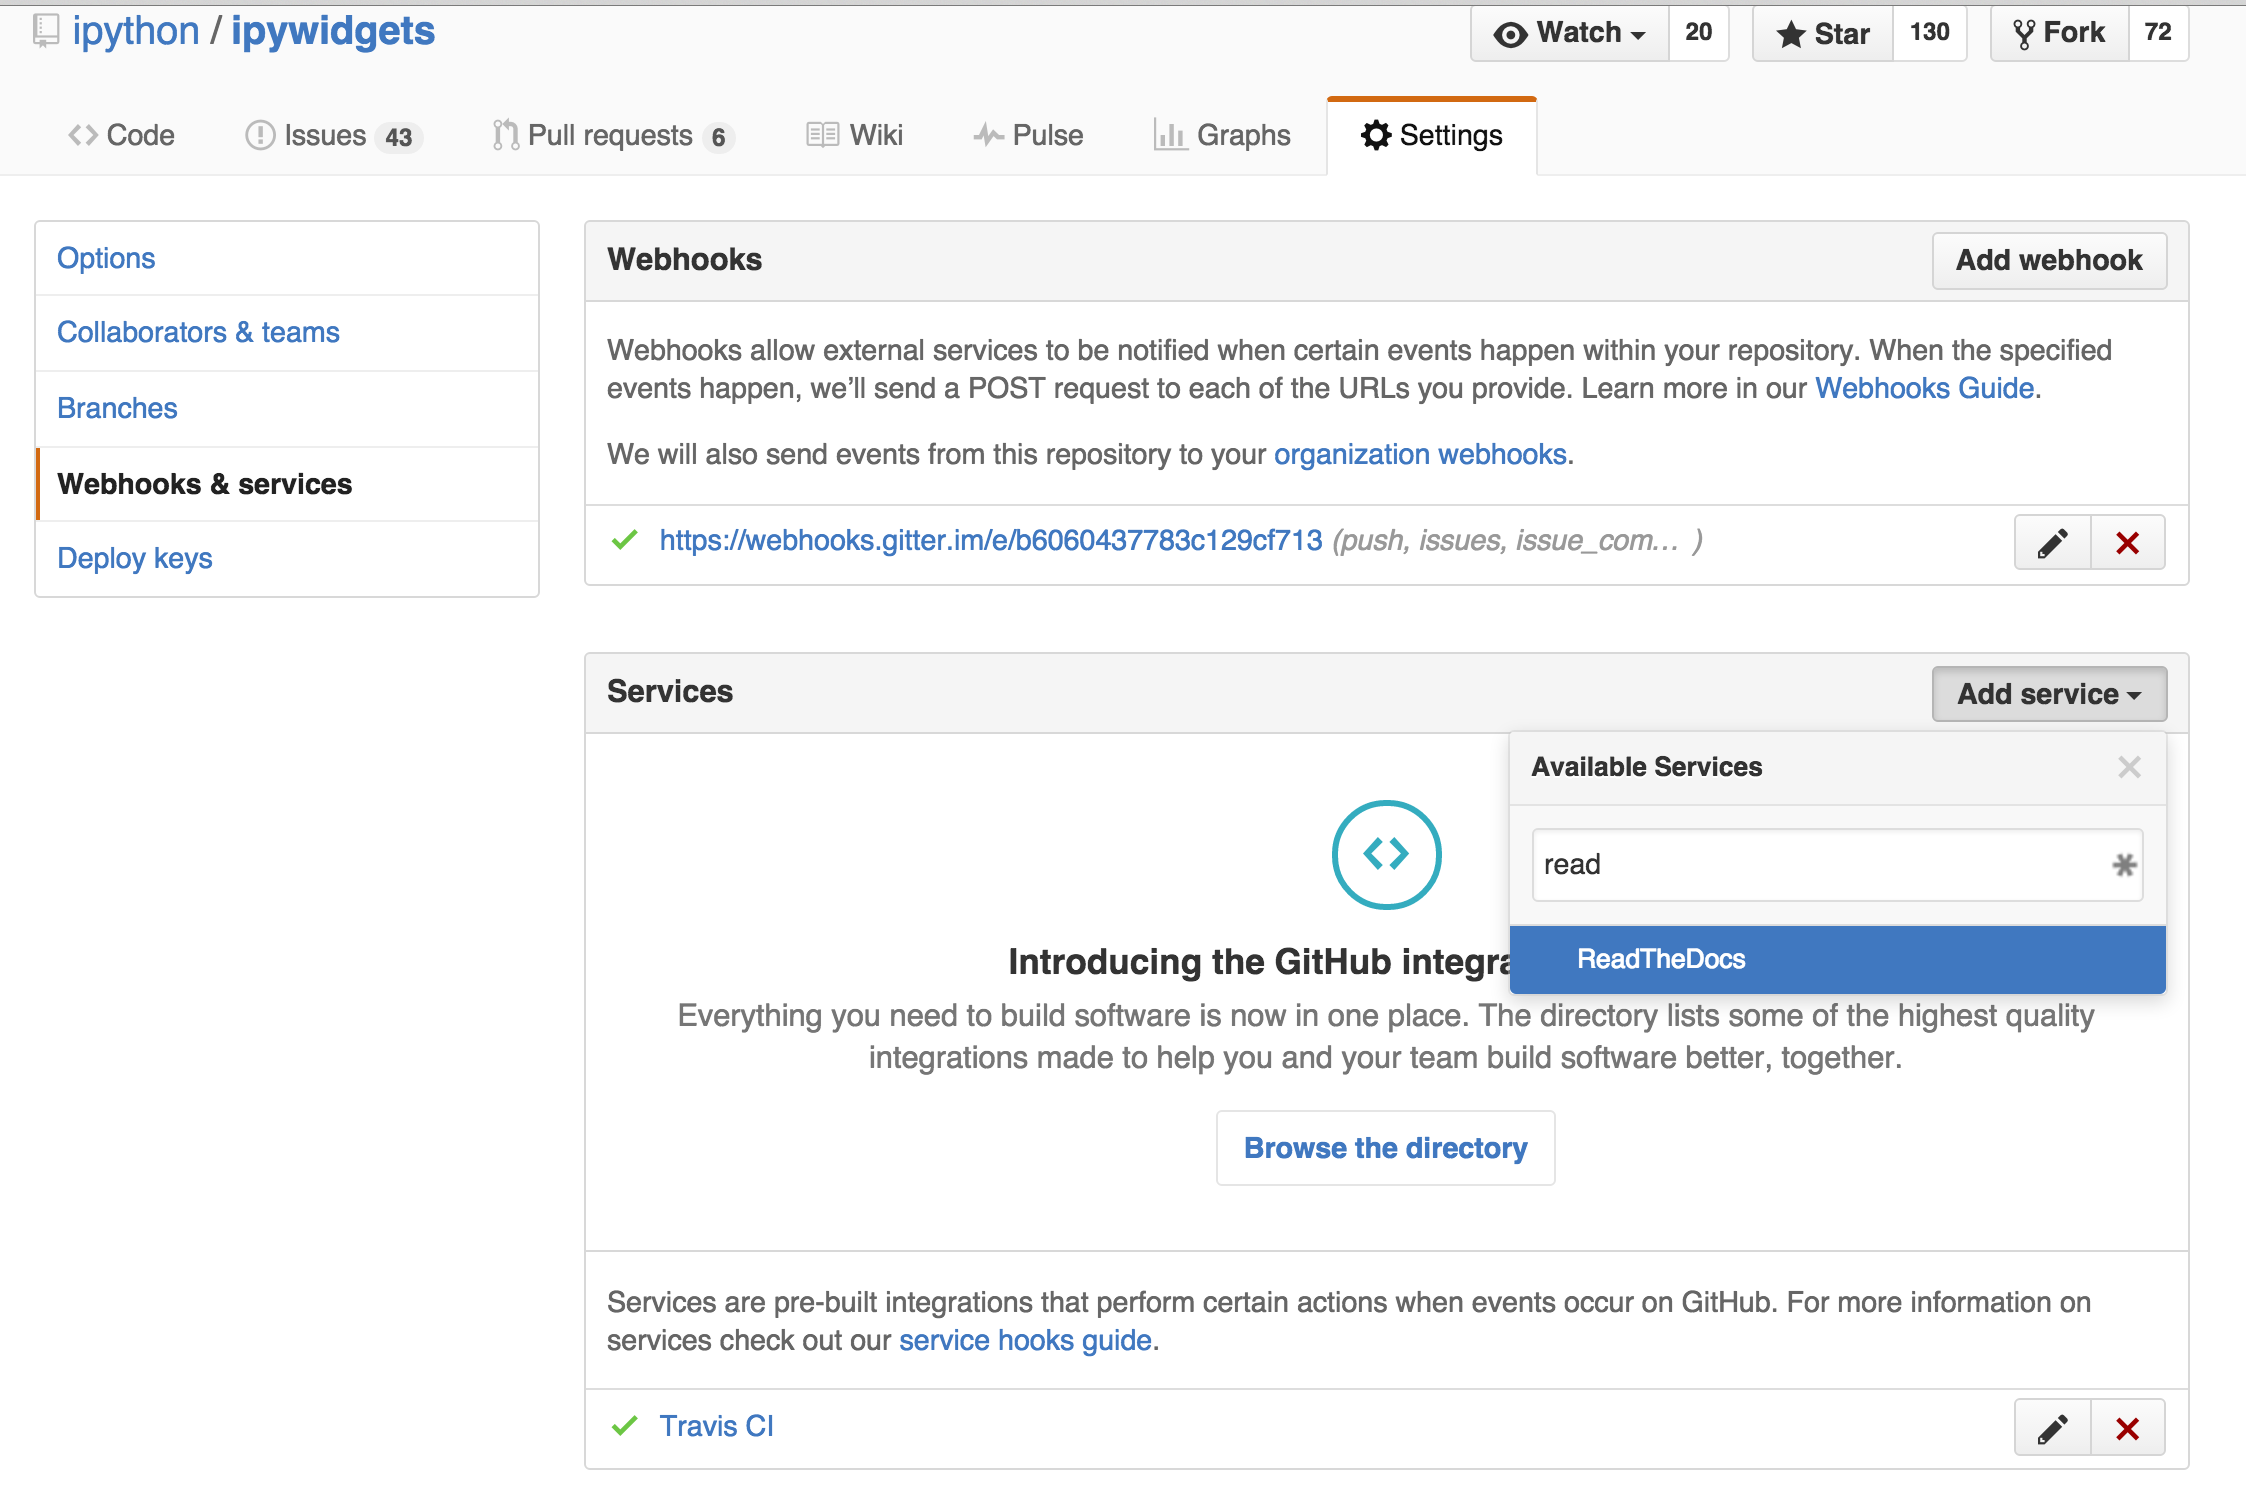 ipython / ipywidgets
Watch 20 Star 130 Fork 72
Code Issues 43 Pull requests 6 Wiki Pulse Graphs Settings
Options
Collaborators & teams
Branches
Webhooks & services
Deploy keys
Webhooks
Add webhook
Webhooks allow external services to be notified when certain events happen within your repository. When the specified
events happen, we’ll send a POST request to each of the URLs you provide. Learn more in our Webhooks Guide.
We will also send events from this repository to your organization webhooks.
https://webhooks.gitter.im/e/b6060437783c129cf713 (push, issues, issue_com… )
Services
Add service
Available Services
read
ReadTheDocs
Introducing the GitHub integra
Everything you need to build software is now in one place. The directory lists some of the highest quality
integrations made to help you and your team build software better, together.
Browse the directory
Services are pre-built integrations that perform certain actions when events occur on GitHub. For more information on
services check out our service hooks guide.
Travis CI